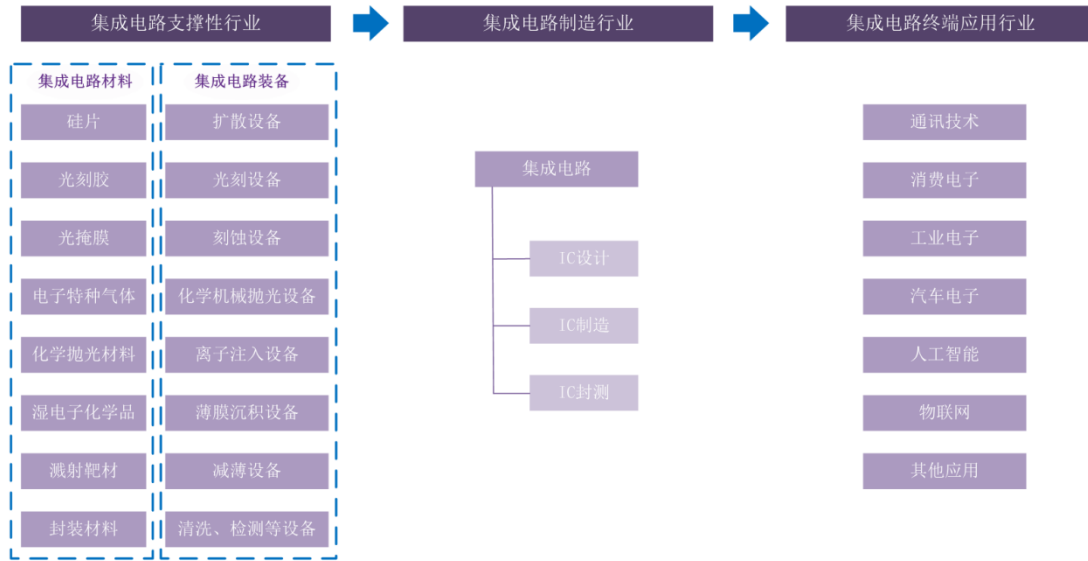 集成电路支撑性行业
集成电路制造行业
集成电路终端应用行业
集成电路材料
硅片
光刻胶
光掩膜
电子特种气体
化学抛光材料
湿电子化学品
溅射靶材
封装材料
集成电路装备
扩散设备
光刻设备
刻蚀设备
化学机械抛光设备
离子注入设备
薄膜沉积设备
减薄设备
清洗、检测等设备
集成电路
IC设计
IC制造
IC封测
通讯技术
消费电子
工业电子
汽车电子
人工智能
物联网
其他应用